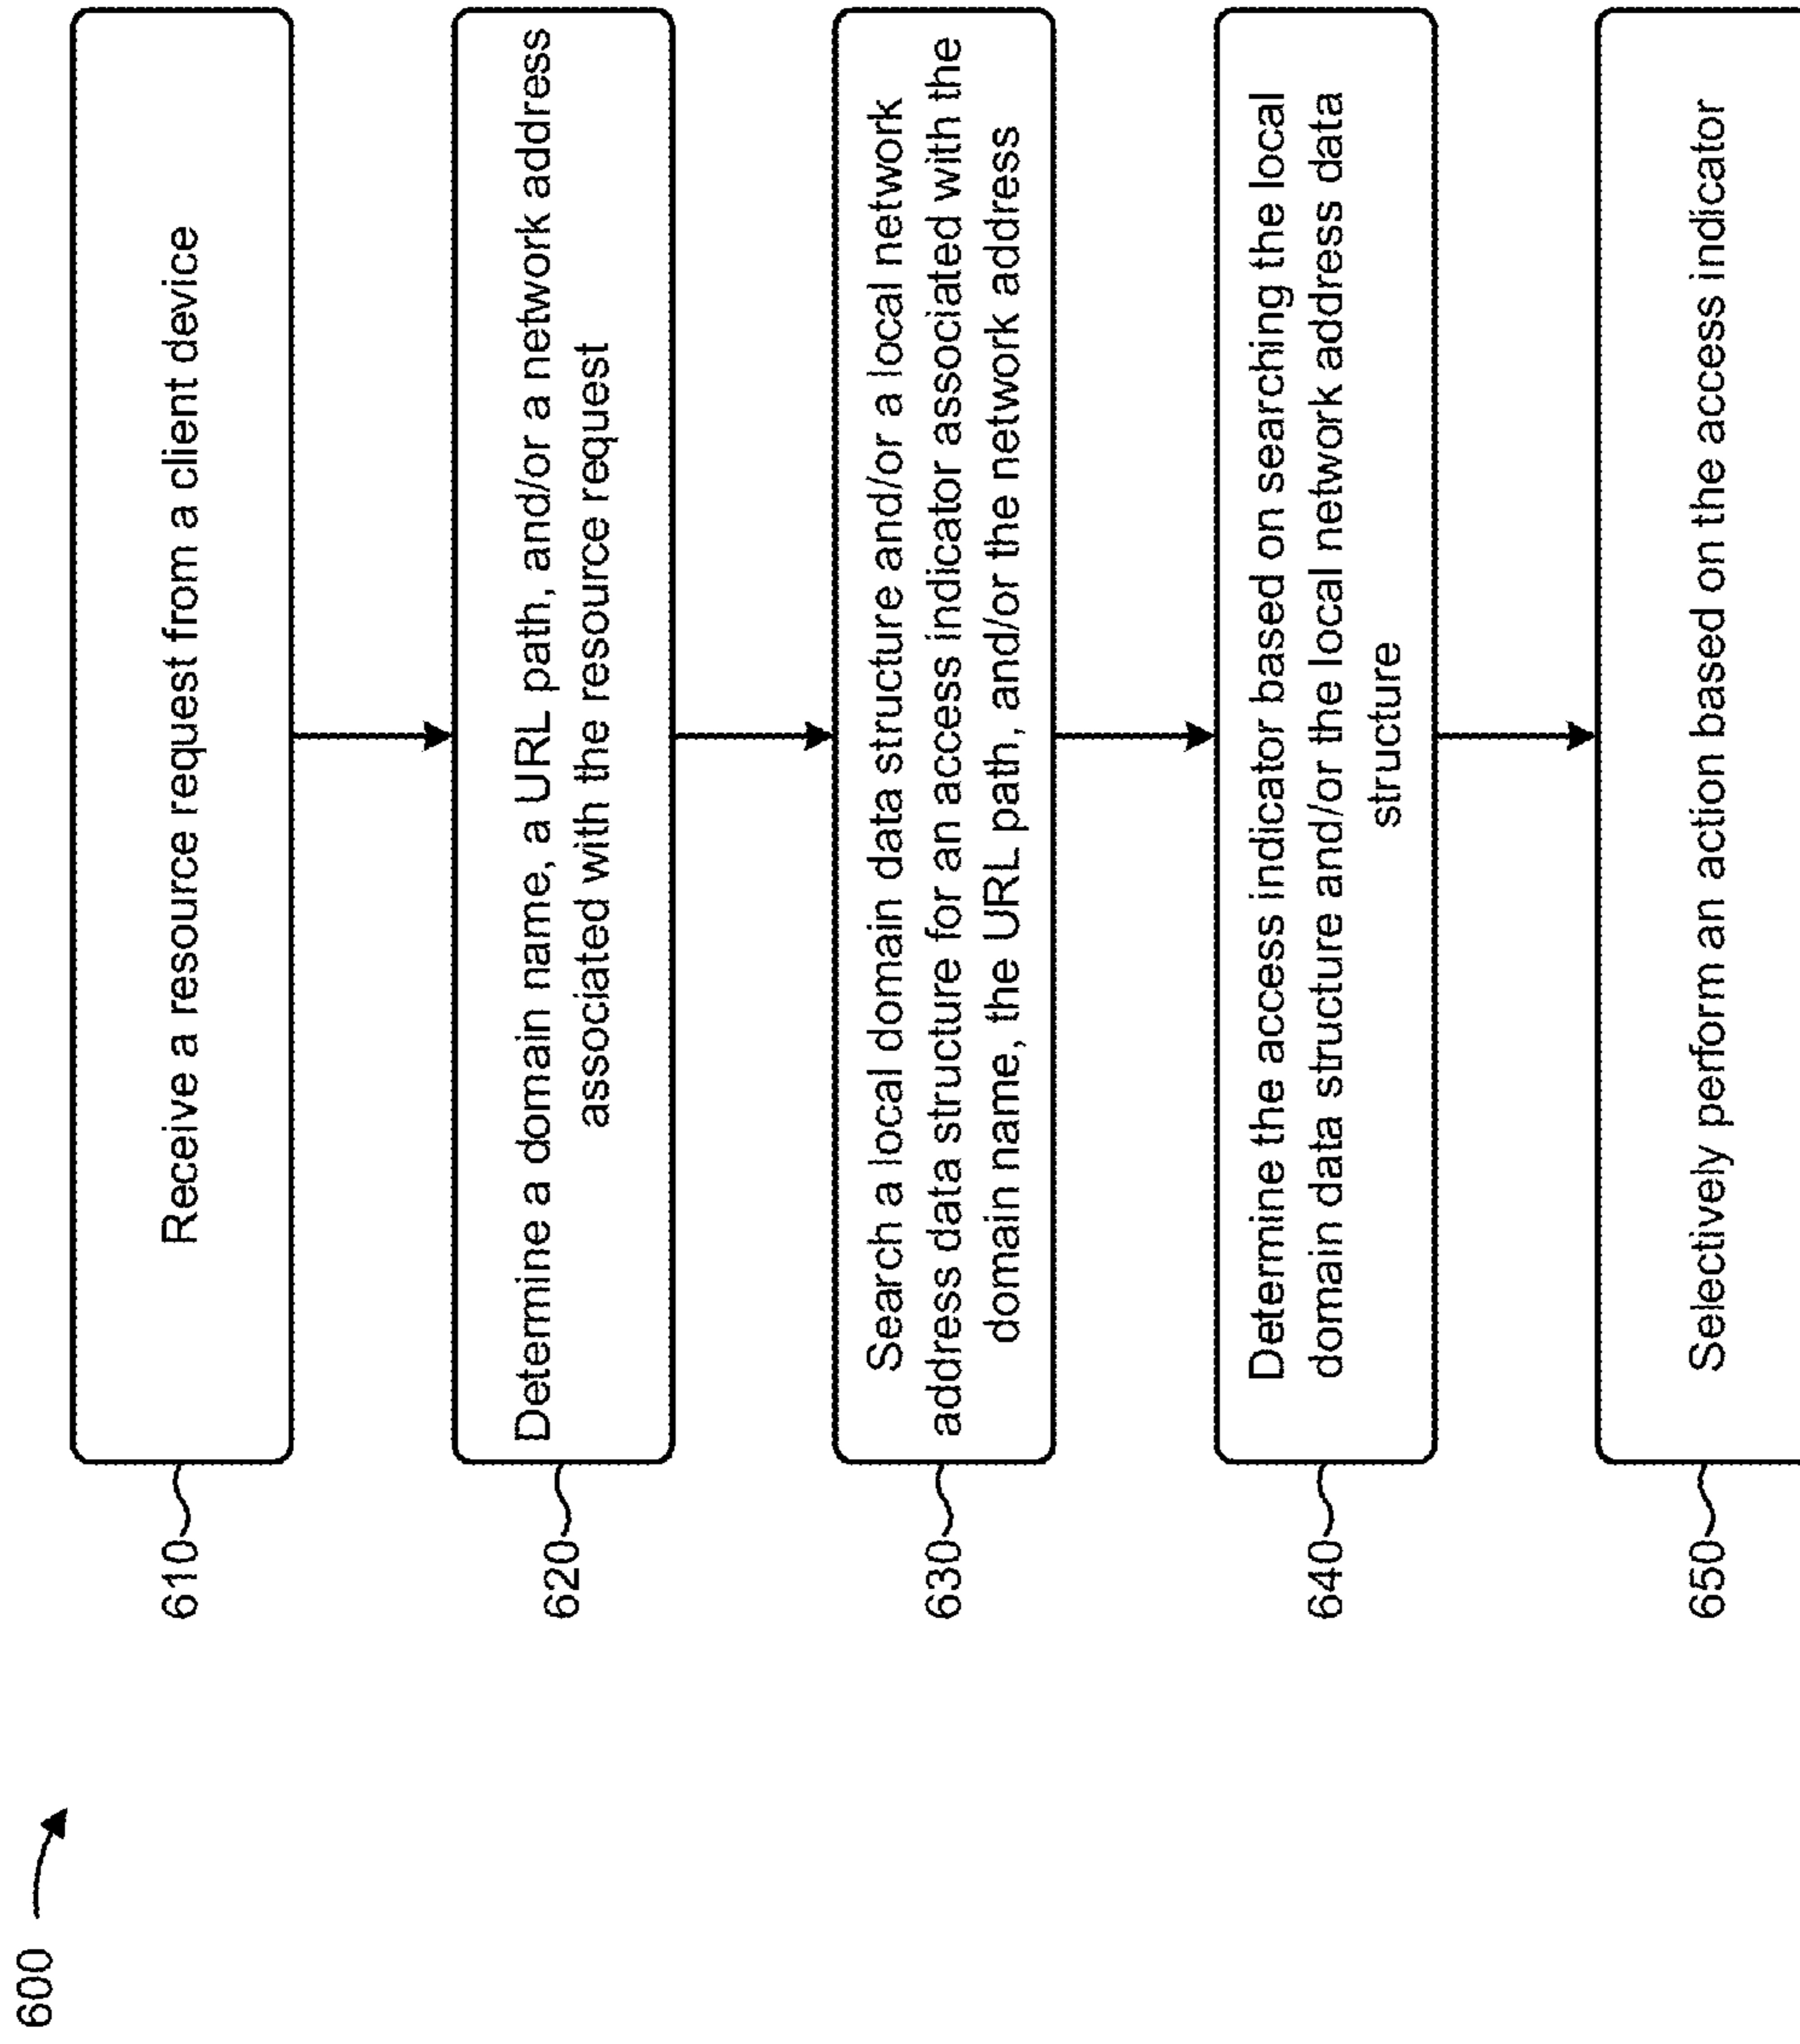 600
610
Receive a resource request from a client device
620
Determine a domain name, a URL path, and/or a network address
associated with the resource request
630
Search a local domain data structure and/or a local network
address data structure for an access indicator associated with the
domain name, the URL path, and/or the network address
640
Determine the access indicator based on searching the local
domain data structure and/or the local network address data
structure
650
Selectively perform an action based on the access indicator